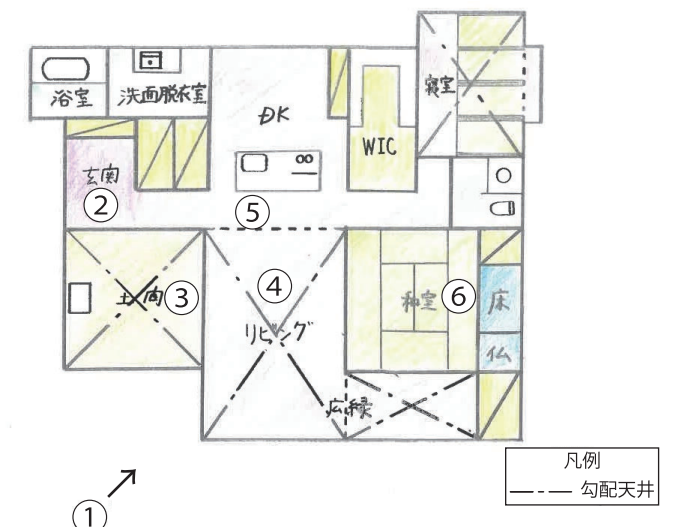 浴室
洗面脱衣室
DK
寝室
WIC
玄関
②
⑤
土間
③
④
リビング
和室
⑥
床
仏
広縁
①
凡例
勾配天井